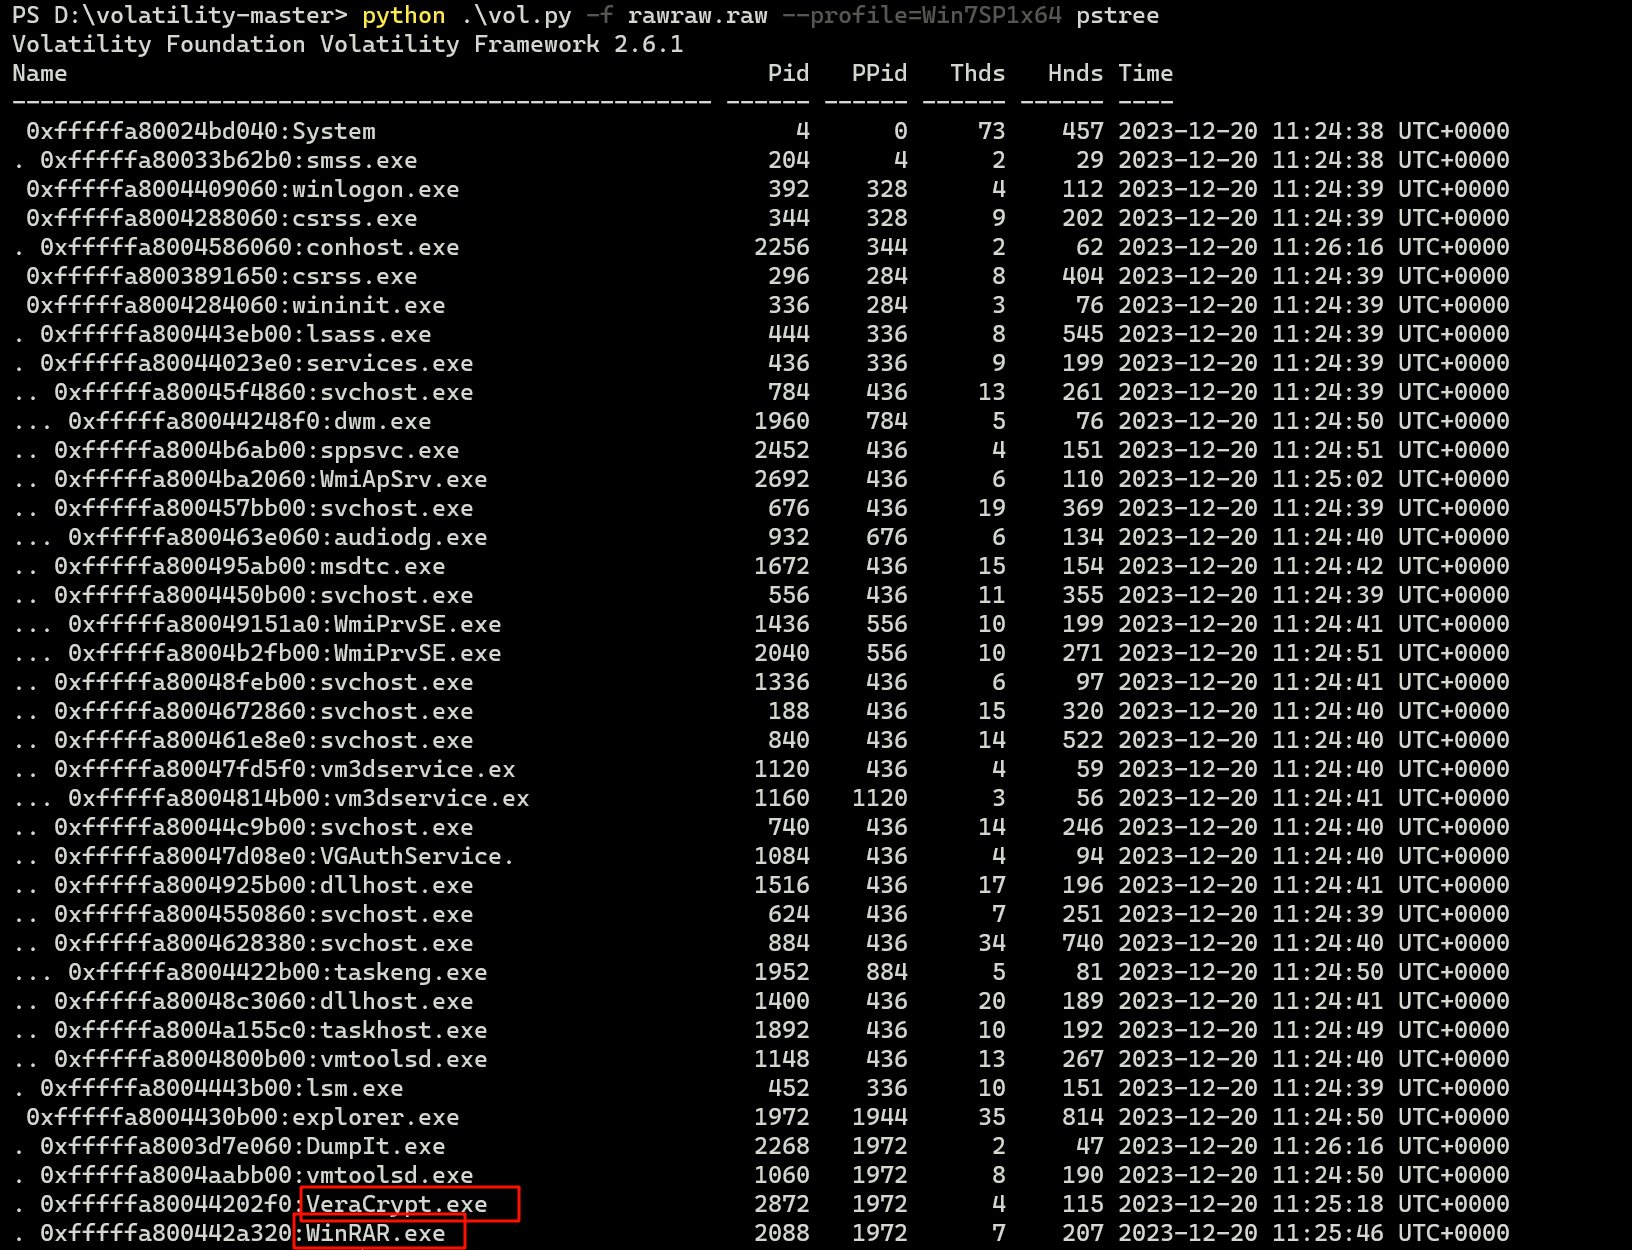 PS D:\volatility-master> python .\vol.py -f rawraw.raw --profile=Win7SP1x64 pstree
Volatility Foundation Volatility Framework 2.6.1
Name                                                  Pid   PPid   Thds   Hnds Time
-------------------------------------------------- ------ ------ ------ ------ ----
 0xfffffa80024bd040:System                              4      0     73    457 2023-12-20 11:24:38 UTC+0000
. 0xfffffa80033b62b0:smss.exe                         204      4      2     29 2023-12-20 11:24:38 UTC+0000
 0xfffffa8004409060:winlogon.exe                      392    328      4    112 2023-12-20 11:24:39 UTC+0000
 0xfffffa8004288060:csrss.exe                         344    328      9    202 2023-12-20 11:24:39 UTC+0000
. 0xfffffa8004586060:conhost.exe                     2256    344      2     62 2023-12-20 11:26:16 UTC+0000
 0xfffffa8003891650:csrss.exe                         296    284      8    404 2023-12-20 11:24:39 UTC+0000
 0xfffffa8004284060:wininit.exe                       336    284      3     76 2023-12-20 11:24:39 UTC+0000
. 0xfffffa800443eb00:lsass.exe                        444    336      8    545 2023-12-20 11:24:39 UTC+0000
. 0xfffffa80044023e0:services.exe                     436    336      9    199 2023-12-20 11:24:39 UTC+0000
.. 0xfffffa80045f4860:svchost.exe                     784    436     13    261 2023-12-20 11:24:39 UTC+0000
... 0xfffffa80044248f0:dwm.exe                       1960    784      5     76 2023-12-20 11:24:50 UTC+0000
.. 0xfffffa8004b6ab00:sppsvc.exe                     2452    436      4    151 2023-12-20 11:24:51 UTC+0000
.. 0xfffffa8004ba2060:WmiApSrv.exe                   2692    436      6    110 2023-12-20 11:25:02 UTC+0000
.. 0xfffffa800457bb00:svchost.exe                     676    436     19    369 2023-12-20 11:24:39 UTC+0000
... 0xfffffa800463e060:audiodg.exe                    932    676      6    134 2023-12-20 11:24:40 UTC+0000
.. 0xfffffa800495ab00:msdtc.exe                      1672    436     15    154 2023-12-20 11:24:42 UTC+0000
.. 0xfffffa8004450b00:svchost.exe                     556    436     11    355 2023-12-20 11:24:39 UTC+0000
... 0xfffffa80049151a0:WmiPrvSE.exe                  1436    556     10    199 2023-12-20 11:24:41 UTC+0000
... 0xfffffa8004b2fb00:WmiPrvSE.exe                  2040    556     10    271 2023-12-20 11:24:51 UTC+0000
.. 0xfffffa80048feb00:svchost.exe                    1336    436      6     97 2023-12-20 11:24:41 UTC+0000
.. 0xfffffa8004672860:svchost.exe                     188    436     15    320 2023-12-20 11:24:40 UTC+0000
.. 0xfffffa800461e8e0:svchost.exe                     840    436     14    522 2023-12-20 11:24:40 UTC+0000
.. 0xfffffa80047fd5f0:vm3dservice.ex                 1120    436      4     59 2023-12-20 11:24:40 UTC+0000
... 0xfffffa8004814b00:vm3dservice.ex                1160   1120      3     56 2023-12-20 11:24:41 UTC+0000
.. 0xfffffa80044c9b00:svchost.exe                     740    436     14    246 2023-12-20 11:24:40 UTC+0000
.. 0xfffffa80047d08e0:VGAuthService.                 1084    436      4     94 2023-12-20 11:24:40 UTC+0000
.. 0xfffffa8004925b00:dllhost.exe                    1516    436     17    196 2023-12-20 11:24:41 UTC+0000
.. 0xfffffa8004550860:svchost.exe                     624    436      7    251 2023-12-20 11:24:39 UTC+0000
.. 0xfffffa8004628380:svchost.exe                     884    436     34    740 2023-12-20 11:24:40 UTC+0000
... 0xfffffa8004422b00:taskeng.exe                   1952    884      5     81 2023-12-20 11:24:50 UTC+0000
.. 0xfffffa80048c3060:dllhost.exe                    1400    436     20    189 2023-12-20 11:24:41 UTC+0000
.. 0xfffffa8004a155c0:taskhost.exe                   1892    436     10    192 2023-12-20 11:24:49 UTC+0000
.. 0xfffffa8004800b00:vmtoolsd.exe                   1148    436     13    267 2023-12-20 11:24:40 UTC+0000
. 0xfffffa8004443b00:lsm.exe                          452    336     10    151 2023-12-20 11:24:39 UTC+0000
 0xfffffa8004430b00:explorer.exe                     1972   1944     35    814 2023-12-20 11:24:50 UTC+0000
. 0xfffffa8003d7e060:DumpIt.exe                      2268   1972      2     47 2023-12-20 11:26:16 UTC+0000
. 0xfffffa8004aabb00:vmtoolsd.exe                    1060   1972      8    190 2023-12-20 11:24:50 UTC+0000
. 0xfffffa80044202f0:VeraCrypt.exe                   2872   1972      4    115 2023-12-20 11:25:18 UTC+0000
. 0xfffffa800442a320:WinRAR.exe                      2088   1972      7    207 2023-12-20 11:25:46 UTC+0000